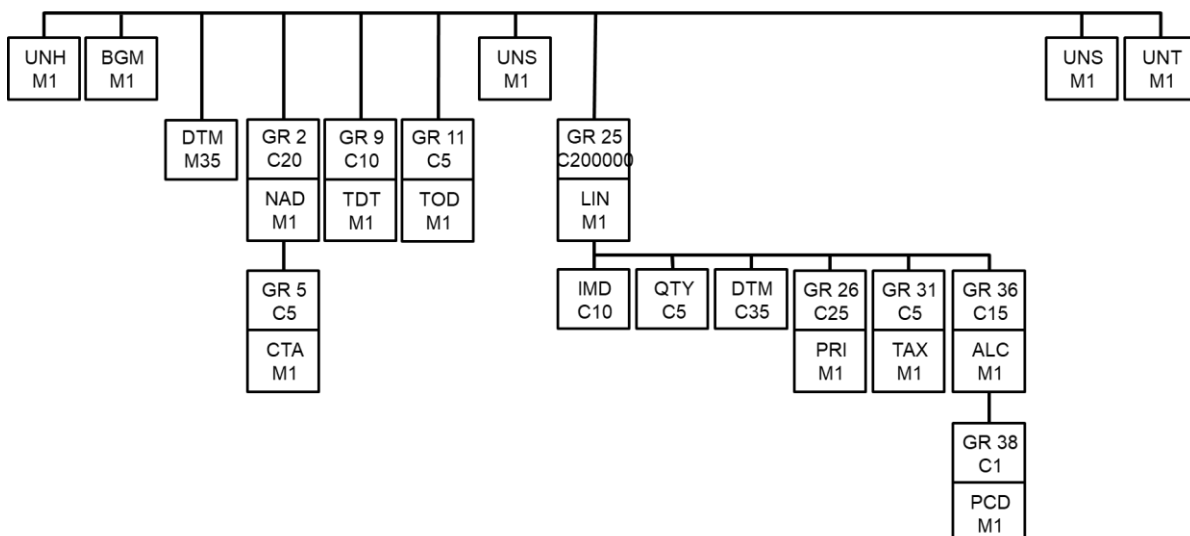 UNH
M1
BGM
M1
UNS
M1
UNS
M1
UNT
M1
DTM
M35
GR 2
C20
NAD
M1
GR 9
C10
TDT
M1
GR 11
C5
TOD
M1
GR 25
C200000
LIN
M1
GR 5
C5
CTA
M1
IMD
C10
QTY
C5
DTM
C35
GR 26
C25
PRI
M1
GR 31
C5
TAX
M1
GR 36
C15
ALC
M1
GR 38
C1
PCD
M1